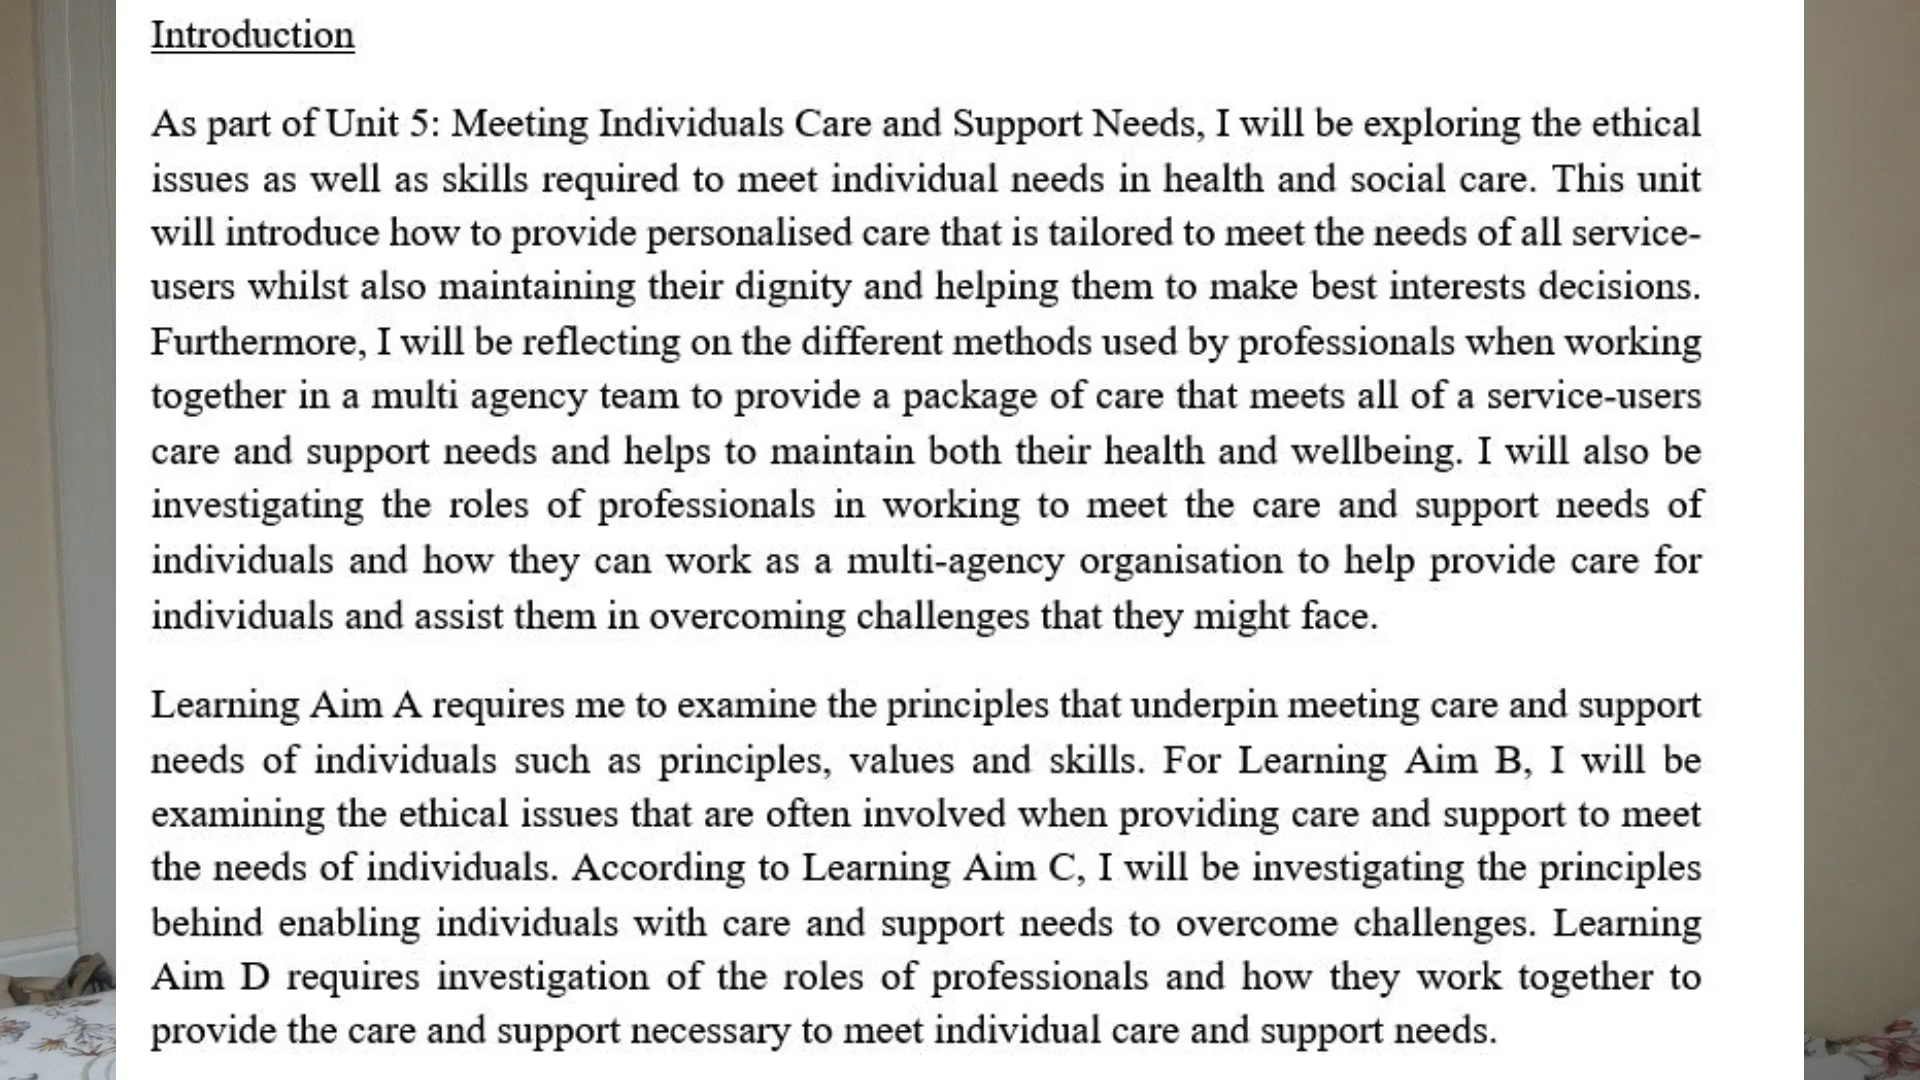 Introduction
As part of Unit 5: Meeting Individuals Care and Support Needs, I will be exploring the ethical
issues as well as skills required to meet individual needs in health and social care. This unit
will introduce how to provide personalised care that is tailored to meet the needs of all service-
users whilst also maintaining their dignity and helping them to make best interests decisions.
Furthermore, I will be reflecting on the different methods used by professionals when working
together in a multi agency team to provide a package of care that meets all of a service-users
care and support needs and helps to maintain both their health and wellbeing. I will also be
investigating the roles of professionals in working to meet the care and support needs of
individuals and how they can work as a multi-agency organisation to help provide care for
individuals and assist them in overcoming challenges that they might face.
Learning Aim A requires me to examine the principles that underpin meeting care and support
needs of individuals such as principles, values and skills. For Learning Aim B, I will be
examining the ethical issues that are often involved when providing care and support to meet
the needs of individuals. According to Learning Aim C, I will be investigating the principles
behind enabling individuals with care and support needs to overcome challenges. Learning
Aim D requires investigation of the roles of professionals and how they work together to
provide the care and support necessary to meet individual care and support needs.